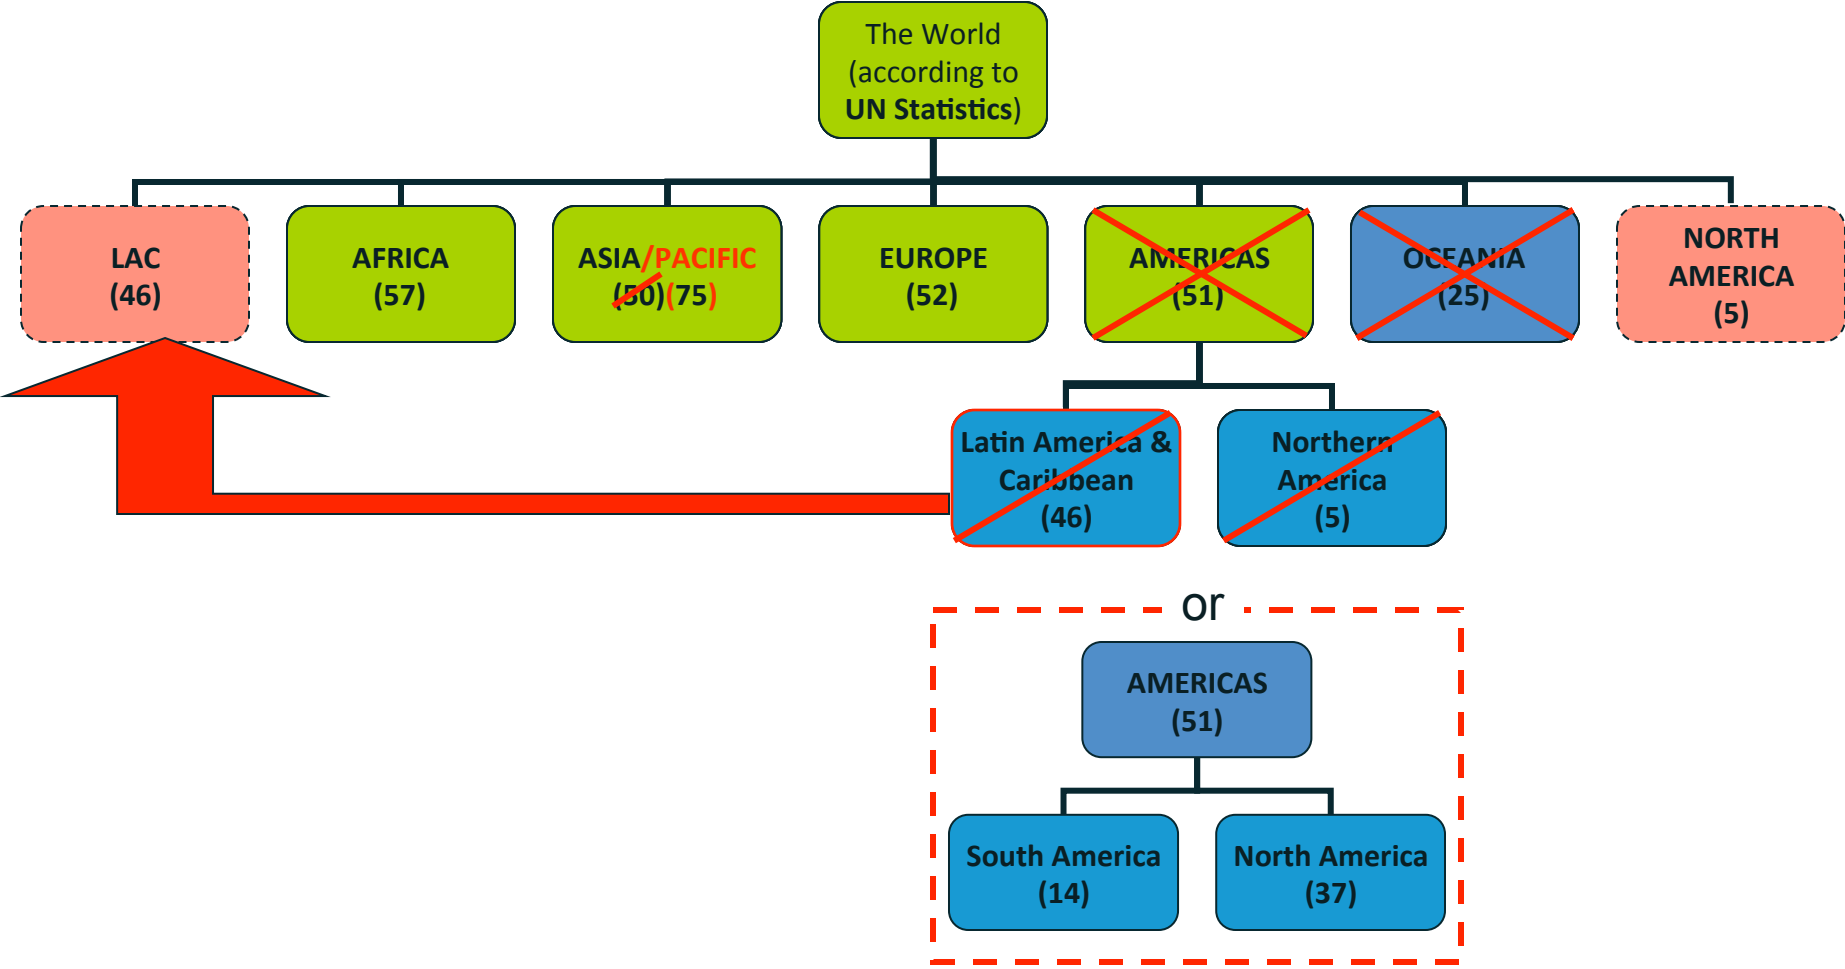 The World
(according to
UN Statistics)
LAC
(46)
AFRICA
(57)
ASIA/PACIFIC
(50)(75)
EUROPE
(52)
AMERICAS
(51)
OCEANIA
(25)
NORTH
AMERICA
(5)
Latin America &
Caribbean
(46)
Northern
America
(5)
or
AMERICAS
(51)
South America
(14)
North America
(37)